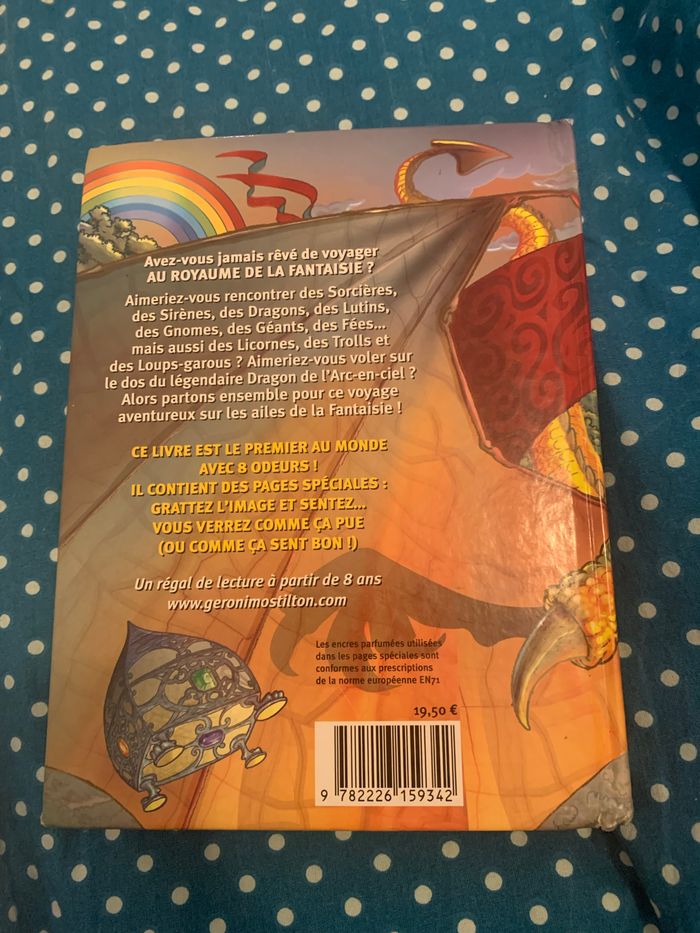 Avez-vous jamais rêvé de voyager
AU ROYAUME DE LA FANTAISIE ?
Aimeriez-vous rencontrer des Sorcières,
des Sirènes, des Dragons, des Lutins,
des Gnomes, des Géants, des Fées...
mais aussi des Licornes, des Trolls et
des Loups-garous ? Aimeriez-vous voler sur
le dos du légendaire Dragon de l'Arc-en-ciel ?
Alors partons ensemble pour ce voyage
aventureux sur les ailes de la Fantaisie !
CE LIVRE EST LE PREMIER AU MONDE
AVEC 8 ODEURS !
IL CONTIENT DES PAGES SPÉCIALES :
GRATTEZ L'IMAGE ET SENTEZ...
VOUS VERREZ COMME ÇA PUE
(OU COMME ÇA SENT BON !)
Un régal de lecture à partir de 8 ans
www.geronimostilton.com
Les encres parfumées utilisées
dans les pages spéciales sont
conformes aux prescriptions
de la norme européenne EN71
19,50 €
9 782226 159342